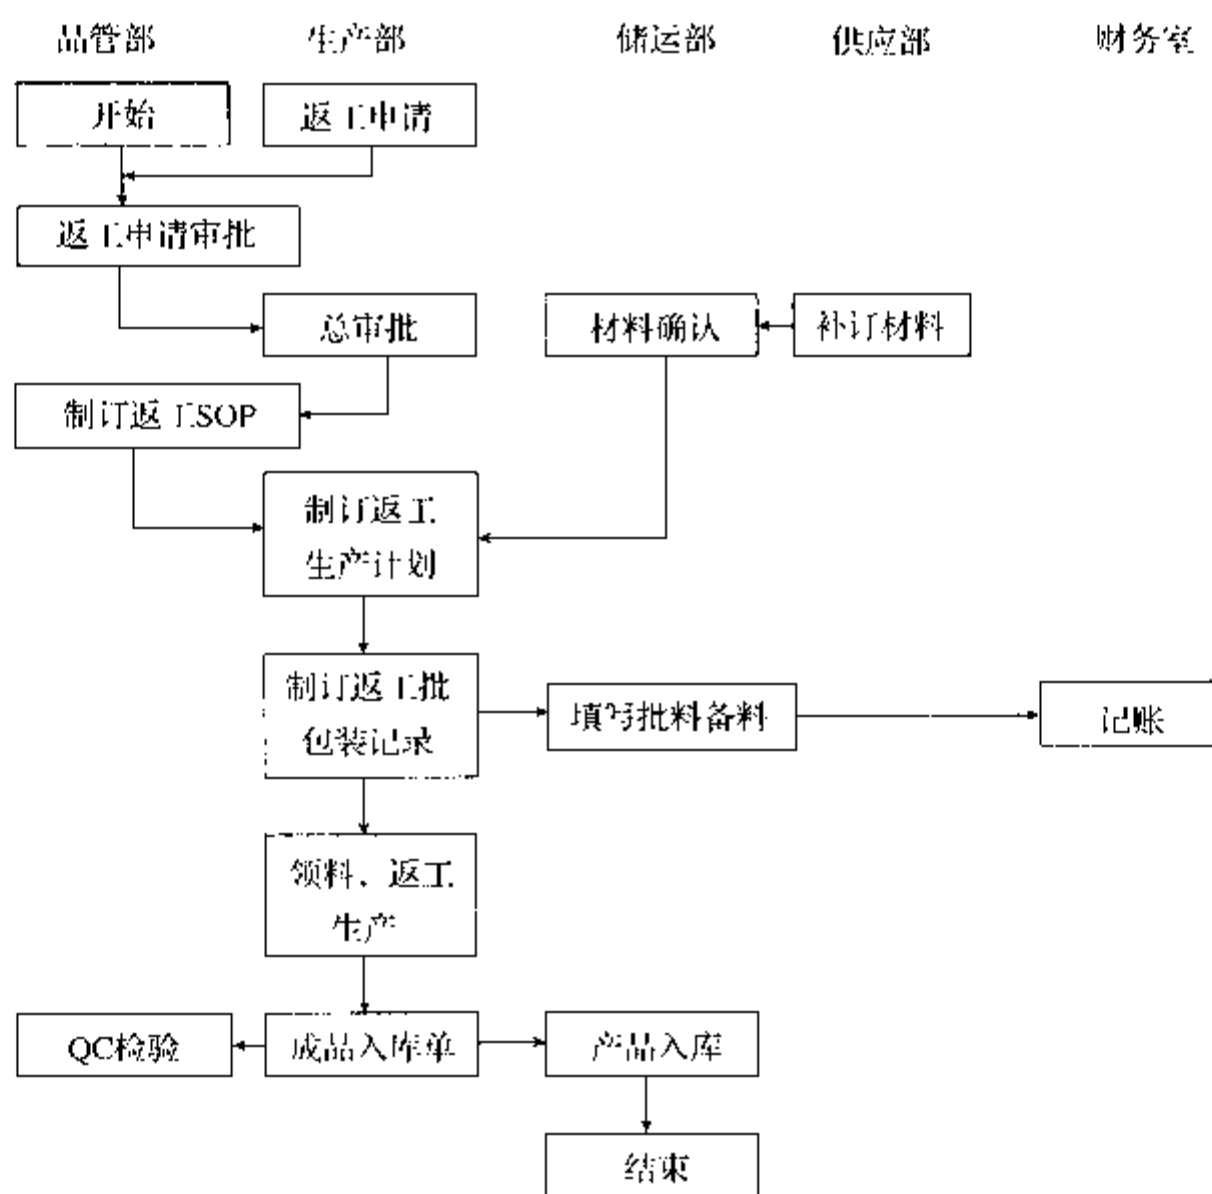 品管部 生产部 储运部 供应部 财务室
开始 返工申请
返工申请审批
总审批 材料确认 补订材料
制订返工SOP
制订返工
生产计划
制订返工批
包装记录
填写批料备料 记账
领料、返工
生产
QC检验 成品入库单 产品入库
结束